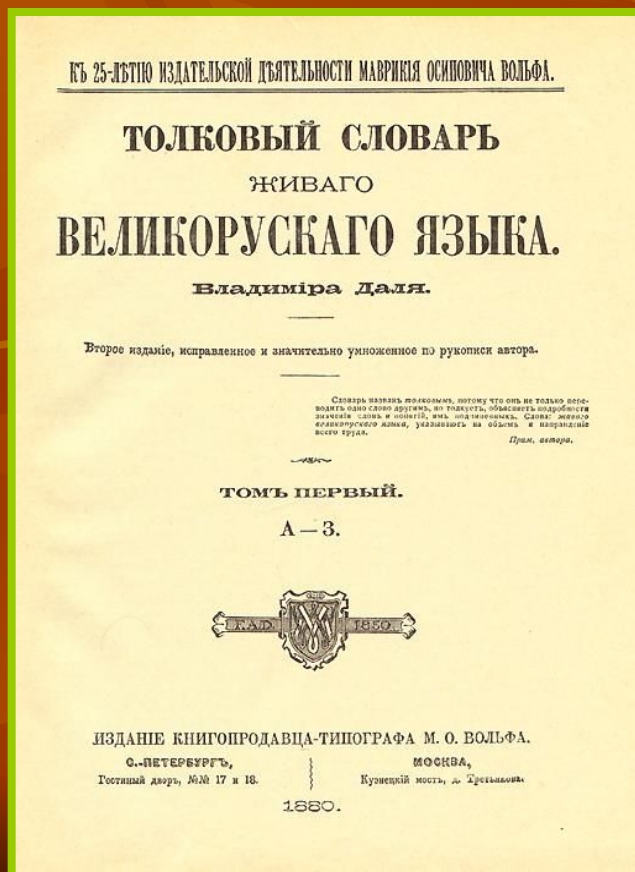 КЪ 25-ЛѢТІЮ ИЗДАТЕЛЬСКОЙ ДѢЯТЕЛЬНОСТИ МАВРИКІЯ ОСИПОВИЧА ВОЛЬФА.
ТОЛКОВЫЙ СЛОВАРЬ
ЖИВАГО
ВЕЛИКОРУСКАГО ЯЗЫКА.
Владиміра Даля.
Второе изданіе, исправленное и значительно умноженное по рукописи автора.
Словарь названъ толковымъ, потому что онъ не только пере-
водитъ одно слово другимъ, но толкуетъ, объясняетъ подробности
значенія словъ и понятій, имъ подчиненныхъ. Слова: живаго
великорускаго языка, указываютъ на объемъ и направленіе
всего труда.
Прим. автора.
ТОМЪ ПЕРВЫЙ.
А — З.
F.A.D. 1850.
ИЗДАНІЕ КНИГОПРОДАВЦА-ТИПОГРАФА М. О. ВОЛЬФА.
С.-ПЕТЕРБУРГЪ, МОСКВА,
Гостиный дворъ, №№ 17 и 18. Кузнецкій мостъ, д. Третьякова.
1880.